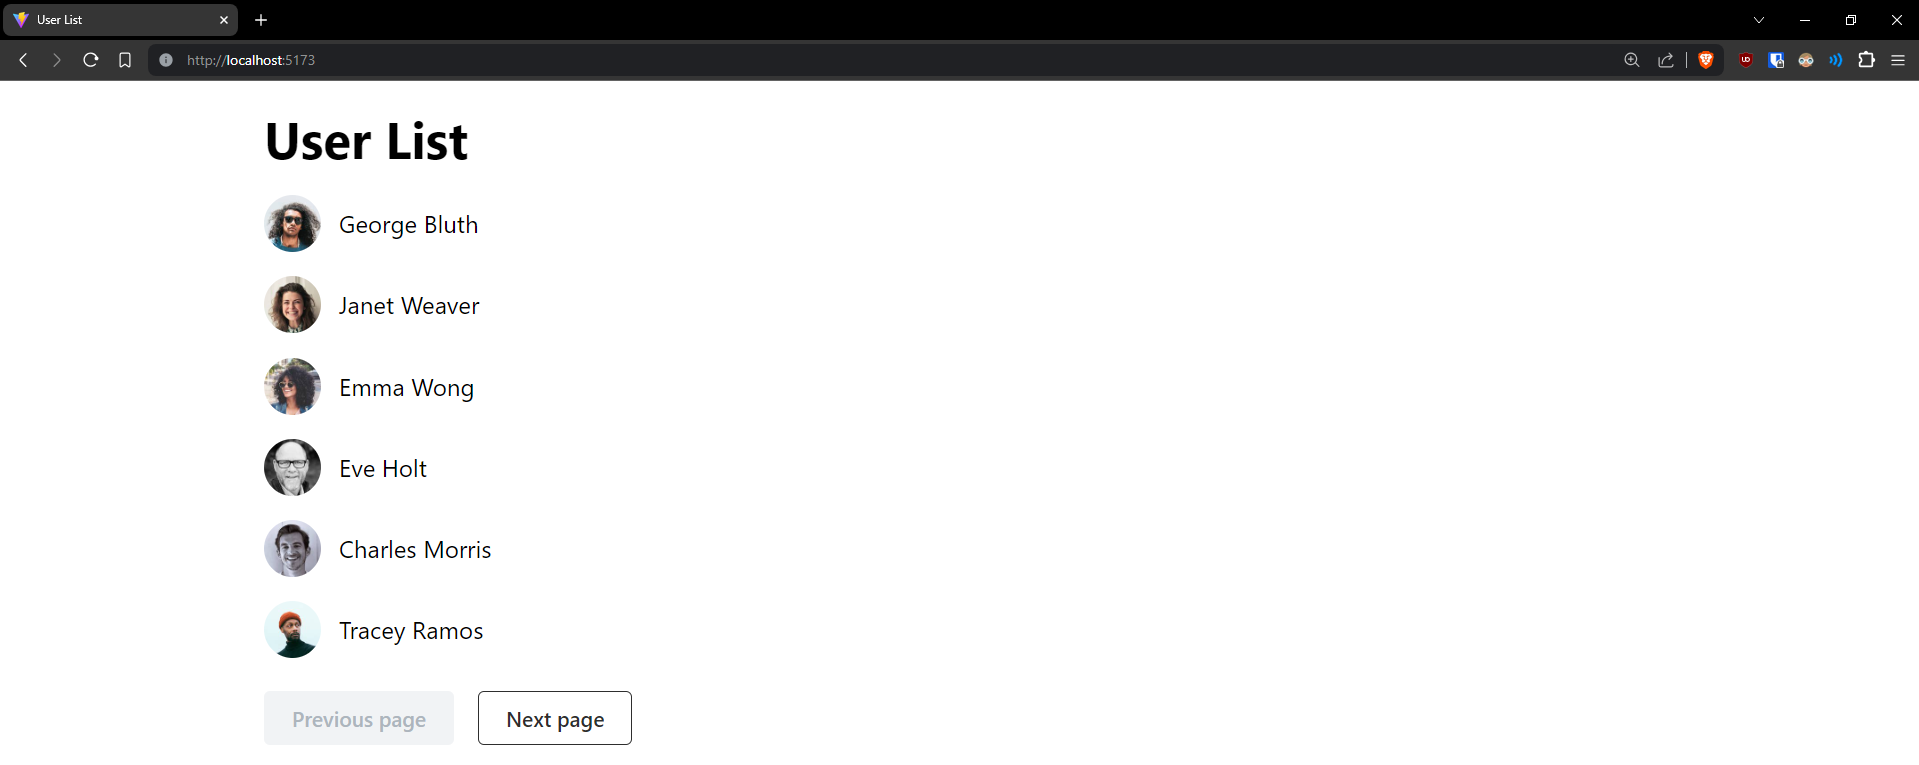 User List
http://localhost:5173
User List
George Bluth
Janet Weaver
Emma Wong
Eve Holt
Charles Morris
Tracey Ramos
Previous page
Next page